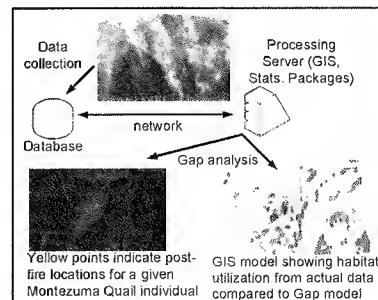 Data
collection
Processing
Server (GIS,
Stats. Packages)
network
Database
Gap analysis
Yellow points indicate post-
fire locations for a given
Montezuma Quail individual
GIS model showing habitat
utilization from actual data
compared to Gap model